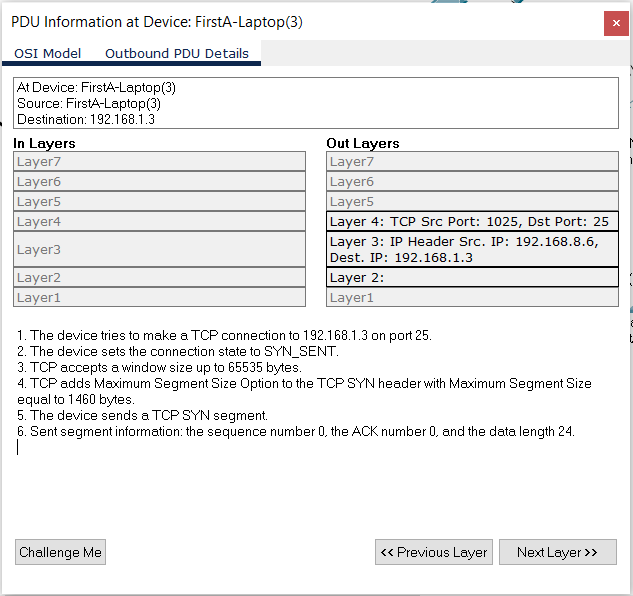 PDU Information at Device: FirstA-Laptop(3)
OSI Model Outbound PDU Details
At Device: FirstA-Laptop(3)
Source: FirstA-Laptop(3)
Destination: 192.168.1.3
In Layers
Layer7
Layer6
Layer5
Layer4
Layer3
Layer2
Layer1
Out Layers
Layer7
Layer6
Layer5
Layer 4: TCP Src Port: 1025, Dst Port: 25
Layer 3: IP Header Src. IP: 192.168.8.6,
Dest. IP: 192.168.1.3
Layer 2:
Layer1
1. The device tries to make a TCP connection to 192.168.1.3 on port 25.
2. The device sets the connection state to SYN_SENT.
3. TCP accepts a window size up to 65535 bytes.
4. TCP adds Maximum Segment Size Option to the TCP SYN header with Maximum Segment Size
equal to 1460 bytes.
5. The device sends a TCP SYN segment.
6. Sent segment information: the sequence number 0, the ACK number 0, and the data length 24.
Challenge Me
<< Previous Layer
Next Layer >>